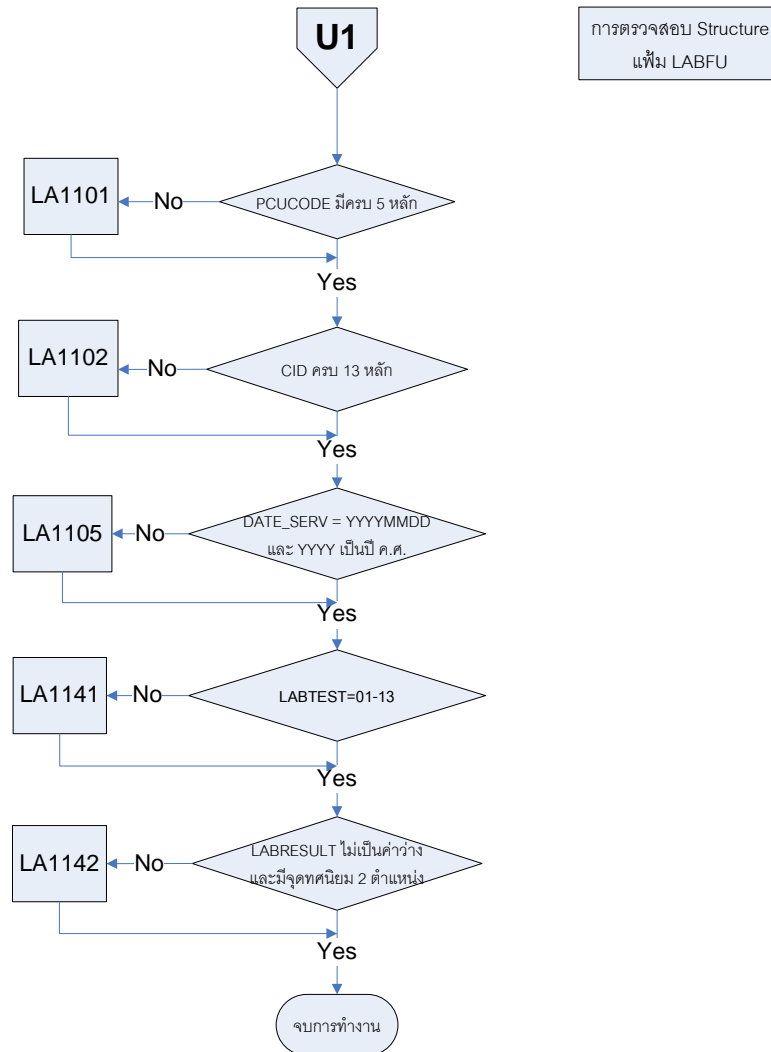 U1
การตรวจสอบ Structure
แฟ้ม LABFU
LA1101
No
PCUCODE มีครบ 5 หลัก
Yes
LA1102
No
CID ครบ 13 หลัก
Yes
LA1105
No
DATE_SERV = YYYYMMDD
และ YYYY เป็นปี ค.ศ.
Yes
LA1141
No
LABTEST=01-13
Yes
LA1142
No
LABRESULT ไม่เป็นค่าว่าง
และมีจุดทศนิยม 2 ตำแหน่ง
Yes
จบการทำงาน